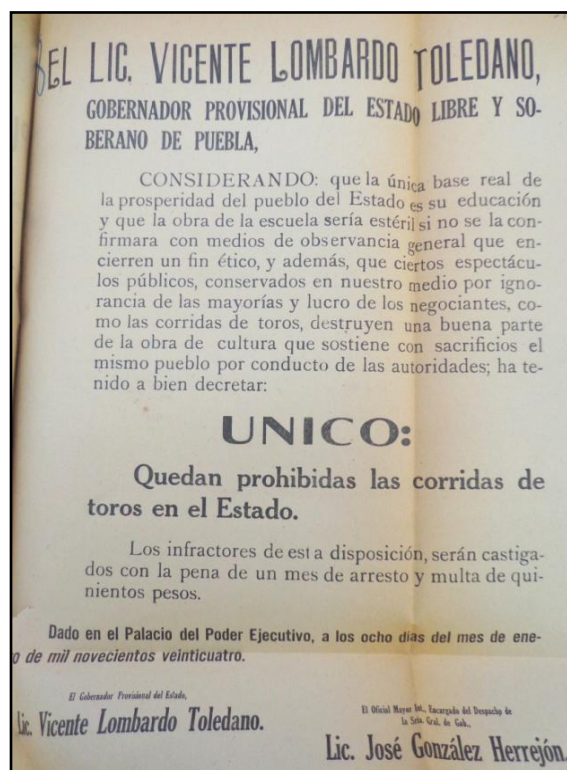 EL LIC. VICENTE LOMBARDO TOLEDANO,
GOBERNADOR PROVISIONAL DEL ESTADO LIBRE Y SO-
BERANO DE PUEBLA,
CONSIDERANDO: que la única base real de
la prosperidad del pueblo del Estado es su educación
y que la obra de la escuela sería estéril si no se la con-
firmara con medios de observancia general que en-
cierren un fin ético, y además, que ciertos espectácu-
los públicos, conservados en nuestro medio por igno-
rancia de las mayorías y lucro de los negociantes, co-
mo las corridas de toros, destruyen una buena parte
de la obra de cultura que sostiene con sacrificios el
mismo pueblo por conducto de las autoridades; ha te-
nido a bien decretar:
UNICO:
Quedan prohibidas las corridas de
toros en el Estado.
Los infractores de est a disposición, serán castiga-
dos con la pena de un mes de arresto y multa de qui-
nientos pesos.
Dado en el Palacio del Poder Ejecutivo, a los ocho días del mes de ene-
o de mil novecientos veinticuatro.
El Gobernador Provisional del Estado,
Lic. Vicente Lombardo Toledano.
El Oficial Mayor Int., Encargado del Despacho de
la Sría. Gral. de Gob.,
Lic. José González Herrejón.